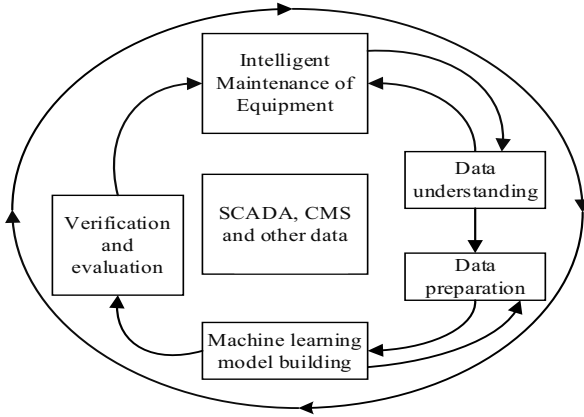 Intelligent
Maintenance of
Equipment
Data
understanding
SCADA, CMS
and other data
Verification
and
evaluation
Data
preparation
Machine learning
model building